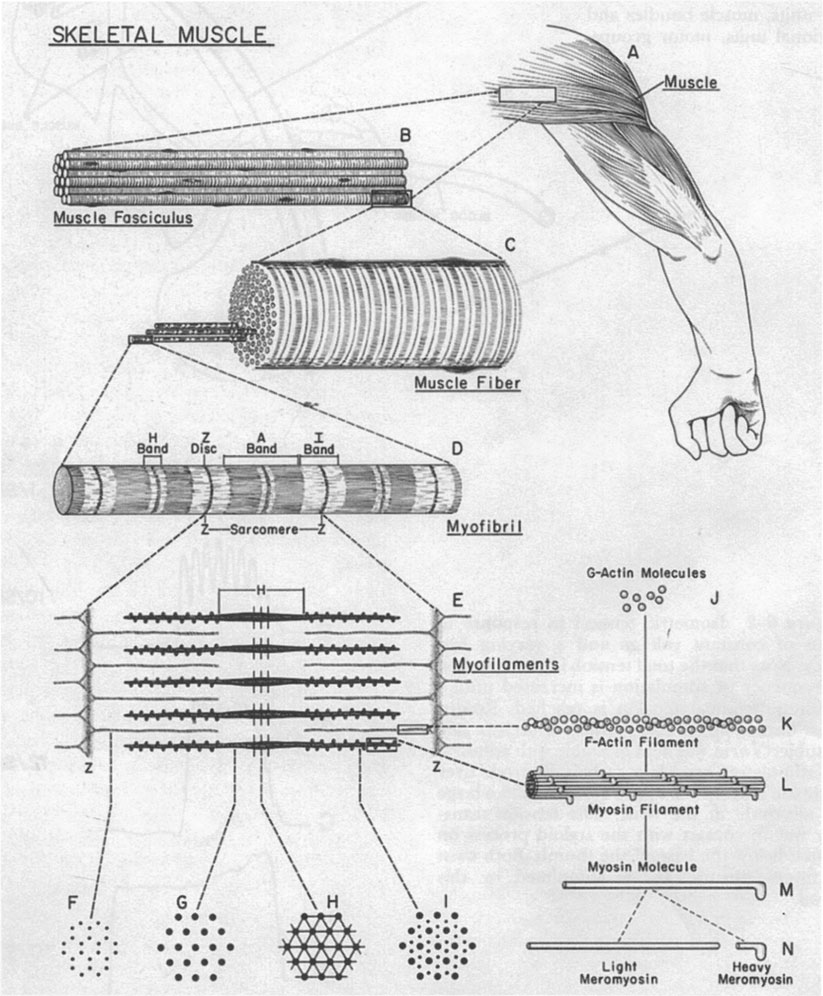 SKELETAL MUSCLE
A
Muscle
B
Muscle Fasciculus
C
Muscle Fiber
H
Band
Z
Disc
A
Band
I
Band
D
Z—Sarcomere—Z
Myofibril
G-Actin Molecules
J
H
E
Myofilaments
K
F-Actin Filament
Z
Z
L
Myosin Filament
Myosin Molecule
M
F
G
H
I
N
Light
Meromyosin
Heavy
Meromyosin